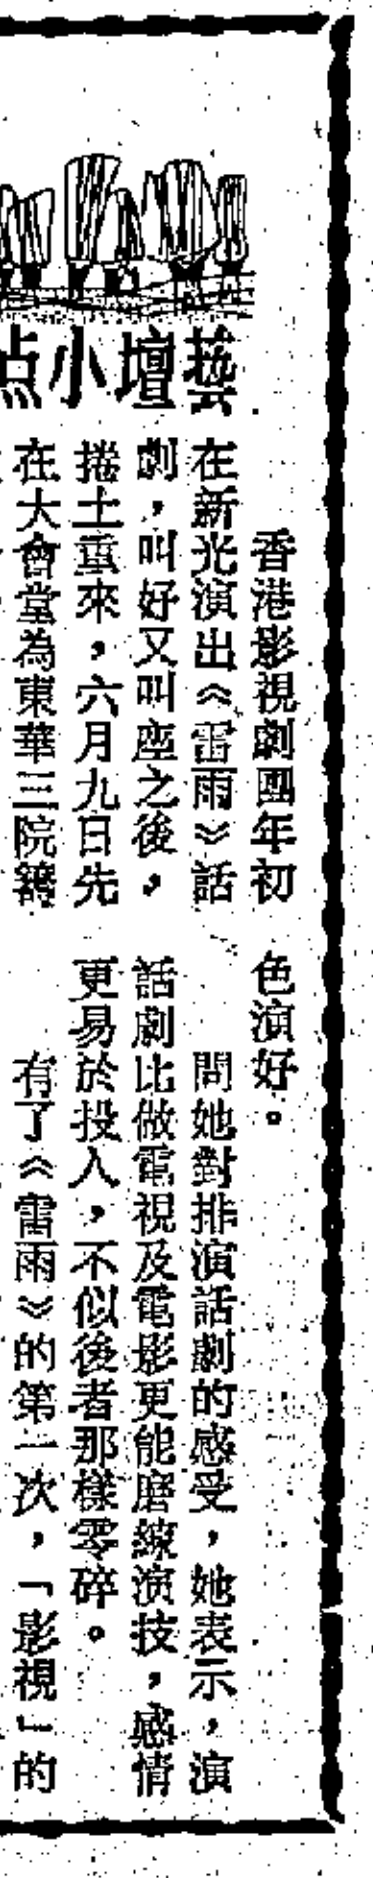 藝壇小点
香港影視劇團年初
在新光演出《雷雨》話
劇，叫好又叫座之後，
捲土重來，六月九日先
在大會堂為東華三院籌
色演好。
問她對排演話劇的感受，她表示，演
話劇比做電視及電影更能磨練演技，感情
更易於投入，不似後者那樣零碎。
有了《雷雨》的第一次，「影視」的